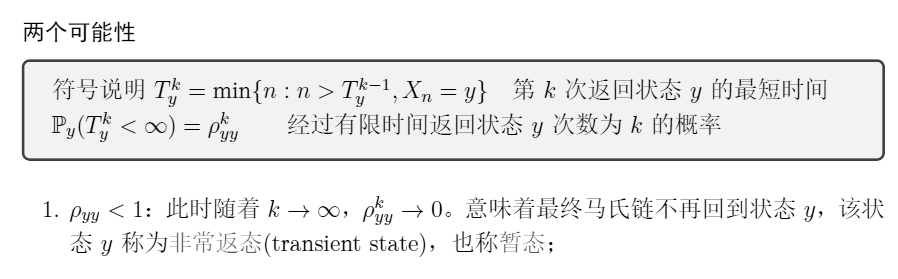 两个可能性
符号说明 $T_y^k = \min\{n : n > T_y^{k-1}, X_n = y\}$ 第 $k$ 次返回状态 $y$ 的最短时间
$\mathbb{P}_y(T_y^k < \infty) = \rho_{yy}^k$ 经过有限时间返回状态 $y$ 次数为 $k$ 的概率
1. $\rho_{yy} < 1$：此时随着 $k \to \infty$，$\rho_{yy}^k \to 0$。意味着最终马氏链不再回到状态 $y$，该状
态 $y$ 称为非常返态(transient state)，也称暂态；